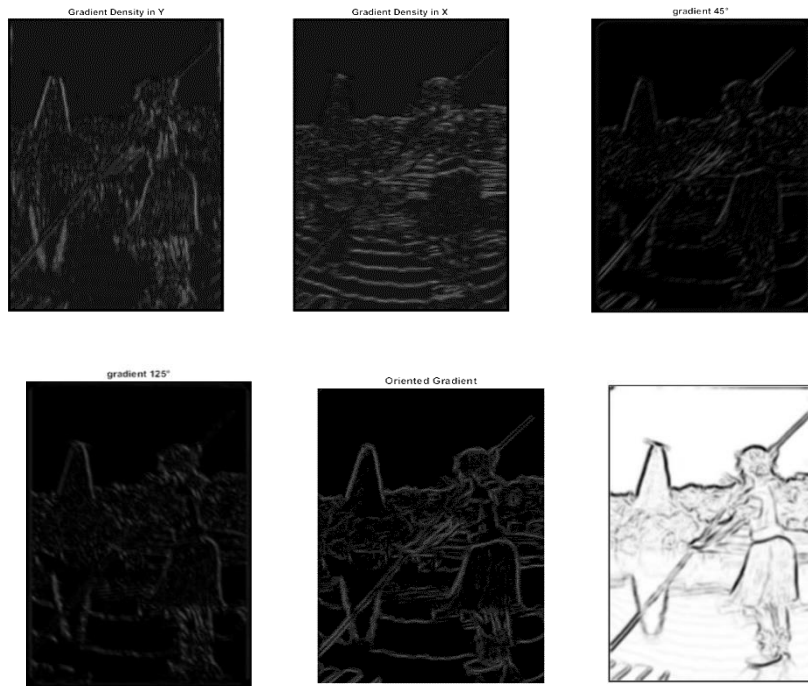 Gradient Density in Y
Gradient Density in X
gradient 45°
gradient 125°
Oriented Gradient